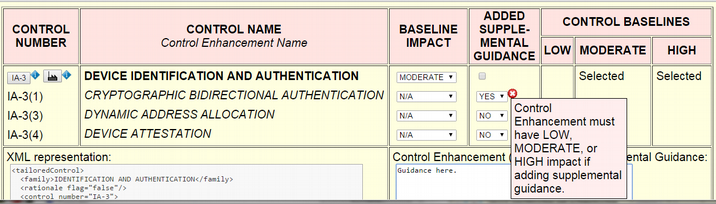 CONTROL NUMBER
CONTROL NAME
Control Enhancement Name
BASELINE IMPACT
ADDED SUPPLE-MENTAL GUIDANCE
CONTROL BASELINES
LOW
MODERATE
HIGH
IA-3
DEVICE IDENTIFICATION AND AUTHENTICATION
MODERATE
Selected
Selected
IA-3(1)
CRYPTOGRAPHIC BIDIRECTIONAL AUTHENTICATION
N/A
YES
IA-3(3)
DYNAMIC ADDRESS ALLOCATION
N/A
NO
IA-3(4)
DEVICE ATTESTATION
N/A
NO
Control
Enhancement must
have LOW,
MODERATE, or
HIGH impact if
adding supplemental
guidance.
XML representation:
<tailoredControl>
<family>IDENTIFICATION AND AUTHENTICATION</family>
<rationale flag="false"/>
<control number="IA-3">
Control Enhancement (
ental Guidance:
Guidance here.